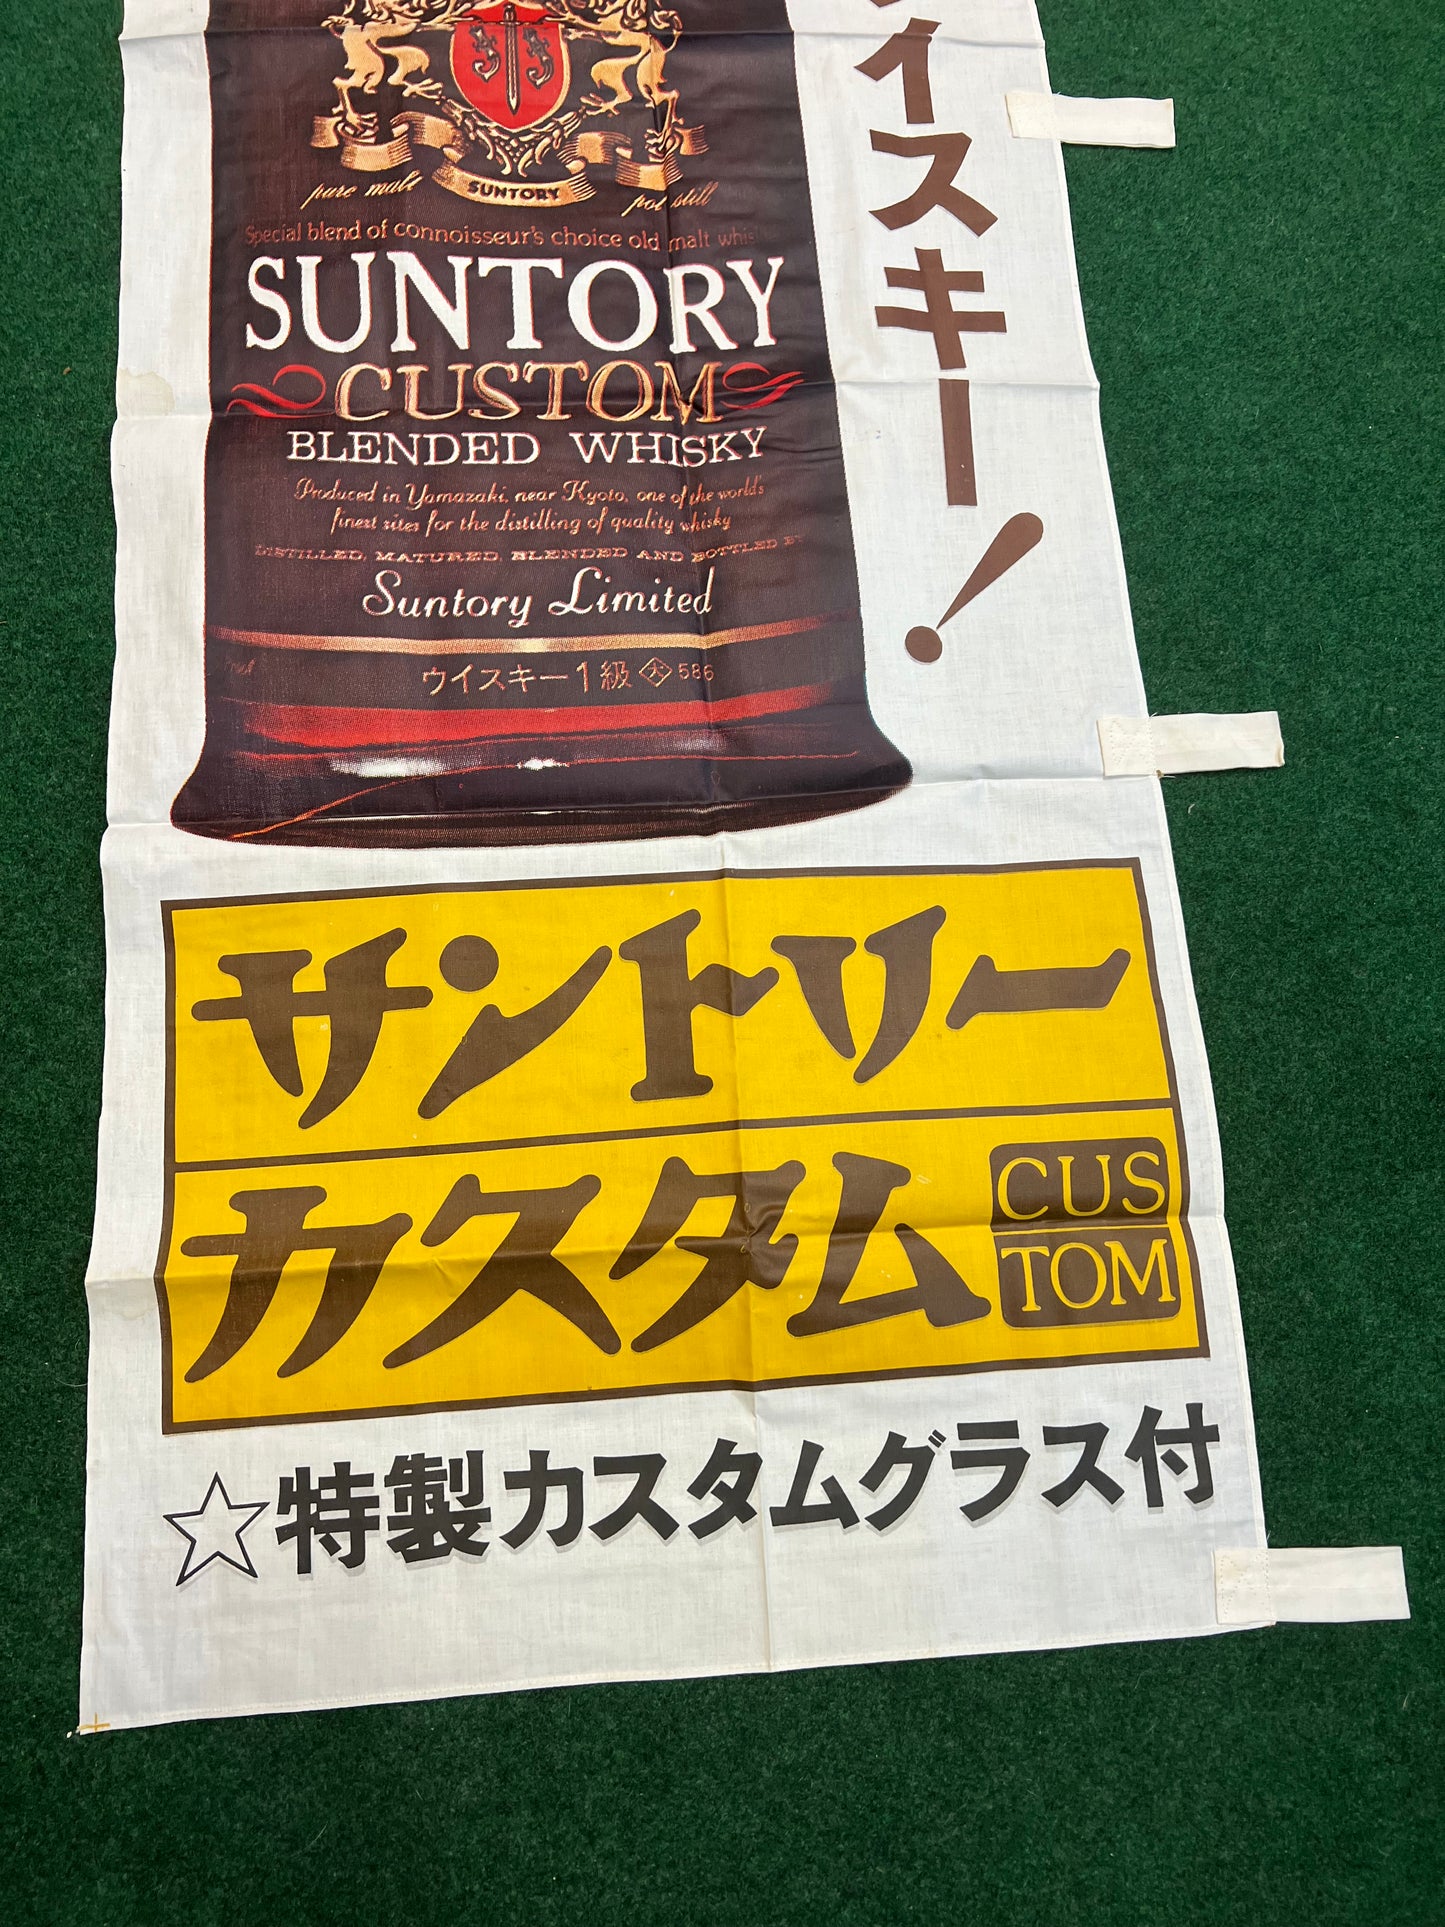 pure malt
SUNTORY
pot still
Special blend of connoisseur's choice old malt
SUNTORY
CUSTOM
BLENDED WHISKY
Produced in Yamazaki, near Kyoto, one of the world's
finest sites for the distilling of quality whisky
DISTILLED, MATURED, BLENDED AND BOTTLED BY
Suntory Limited
ウイスキー1級 586
イスキー!
サントリー
カスタム
CUS
TOM
☆特製カスタムグラス付